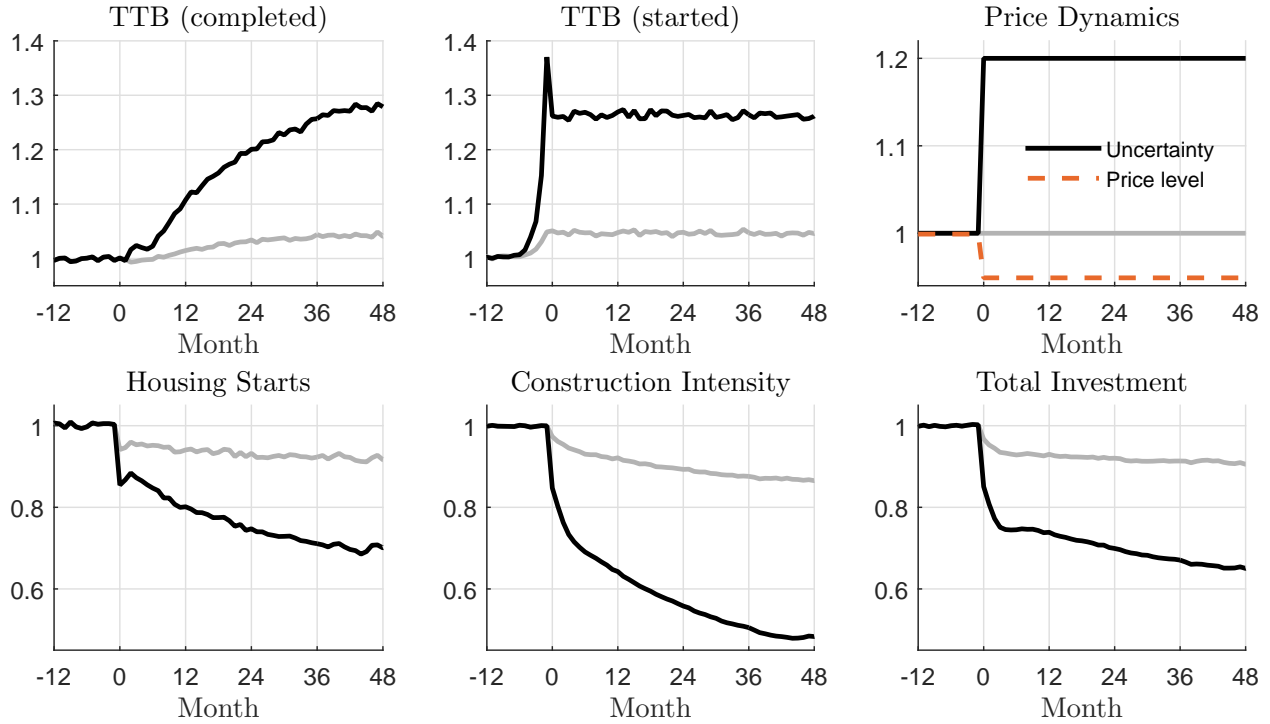 TTB (completed)
1.4
1.3
1.2
1.1
1
-12 0 12 24 36 48
Month
TTB (started)
1.4
1.3
1.2
1.1
1
-12 0 12 24 36 48
Month
Price Dynamics
1.2
1.1
1
Uncertainty
Price level
-12 0 12 24 36 48
Month
Housing Starts
1
0.8
0.6
-12 0 12 24 36 48
Month
Construction Intensity
1
0.8
0.6
-12 0 12 24 36 48
Month
Total Investment
1
0.8
0.6
-12 0 12 24 36 48
Month